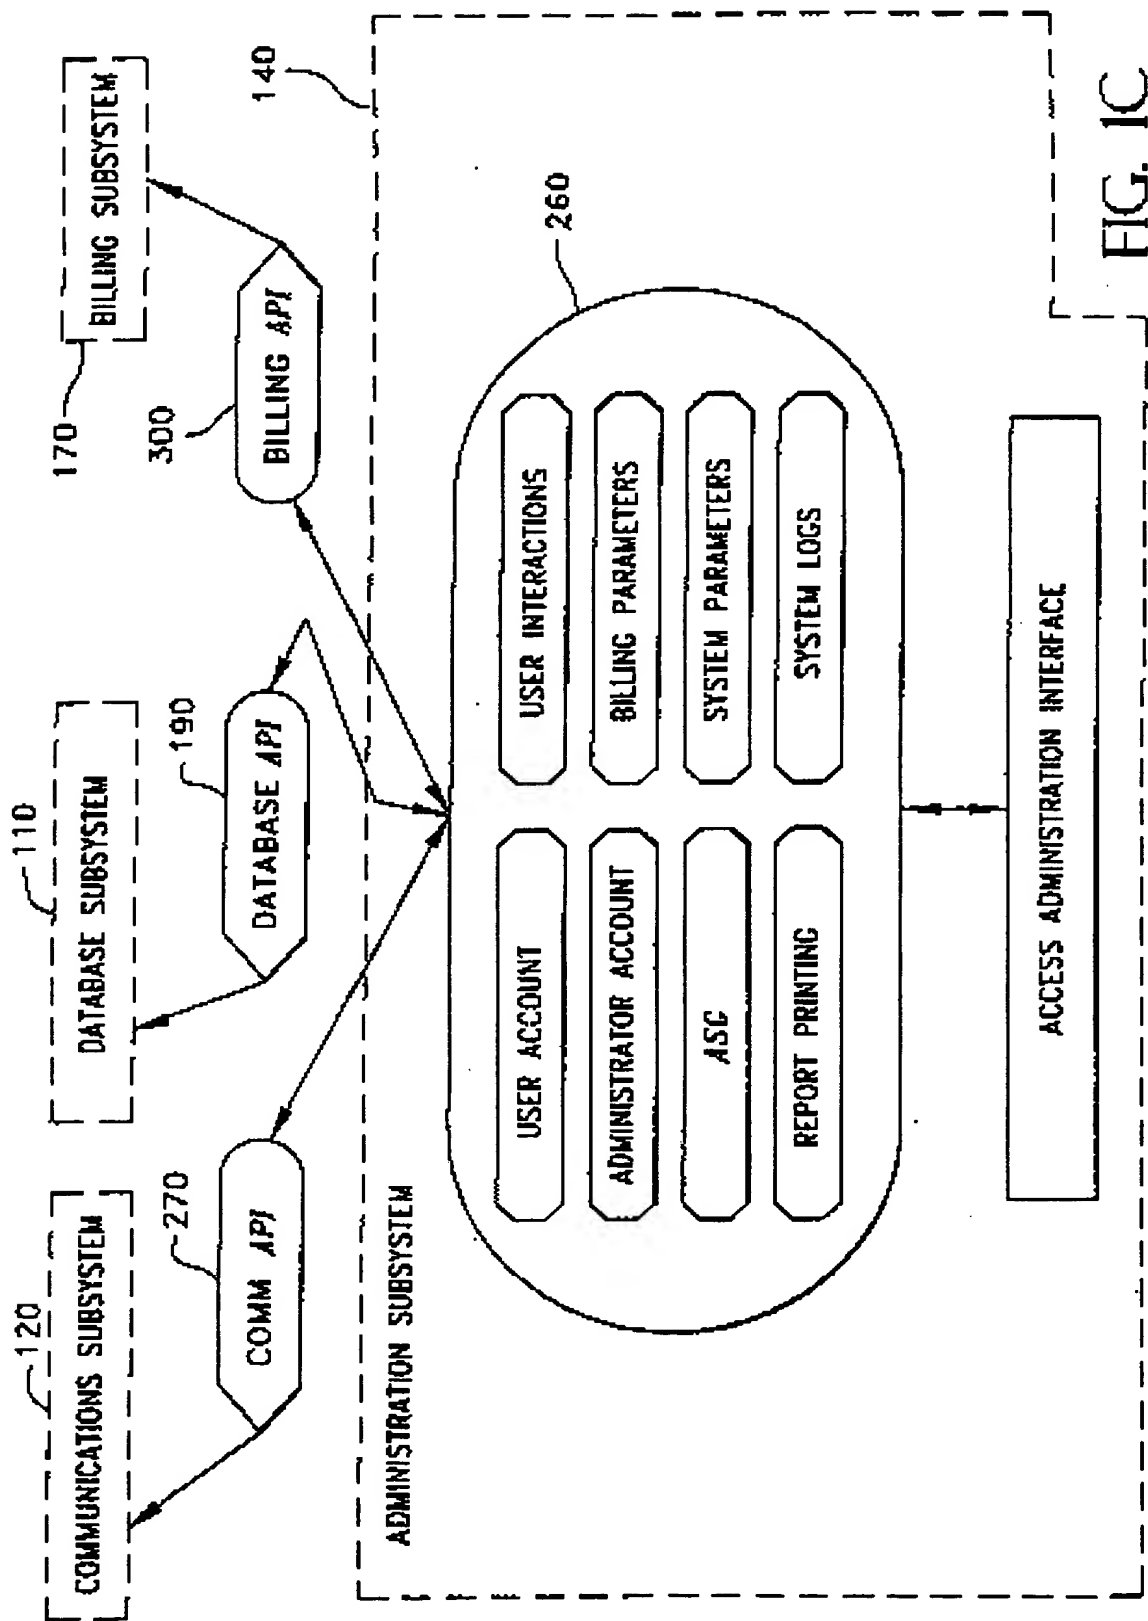 120
COMMUNICATIONS SUBSYSTEM
110
DATABASE SUBSYSTEM
170
BILLING SUBSYSTEM
270
COMM API
190
DATABASE API
300
BILLING API
140
ADMINISTRATION SUBSYSTEM
260
USER ACCOUNT
USER INTERACTIONS
ADMINISTRATOR ACCOUNT
BILLING PARAMETERS
ASG
SYSTEM PARAMETERS
REPORT PRINTING
SYSTEM LOGS
ACCESS ADMINISTRATION INTERFACE
FIG. 1C